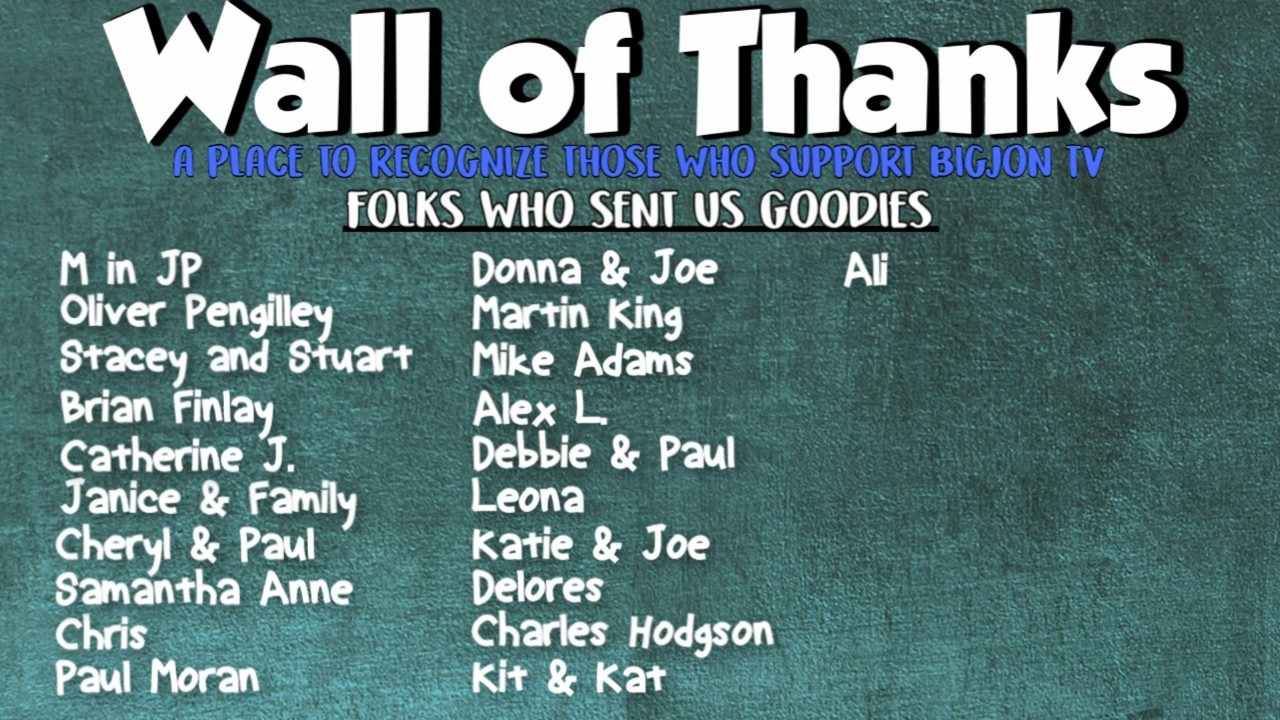 Wall of Thanks
A PLACE TO RECOGNIZE THOSE WHO SUPPORT BIGJON TV
FOLKS WHO SENT US GOODIES
M in JP
Oliver Pengilley
Stacey and Stuart
Brian Finlay
Catherine J.
Janice & Family
Cheryl & Paul
Samantha Anne
Chris
Paul Moran
Donna & Joe
Martin King
Mike Adams
Alex L.
Debbie & Paul
Leona
Katie & Joe
Delores
Charles Hodgson
Kit & Kat
Ali